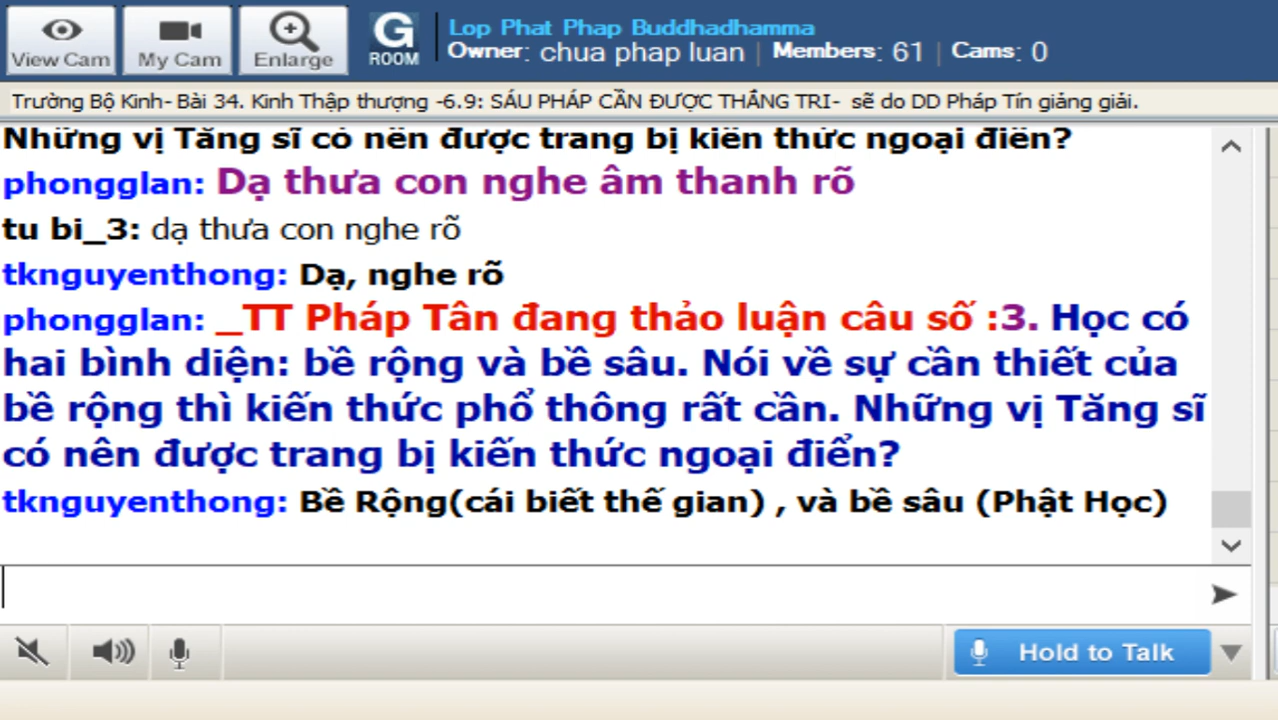 View Cam
My Cam
Enlarge
G ROOM
Lop Phat Phap Buddhadhamma
Owner: chua phap luan | Members: 61 | Cams: 0
Trường Bộ Kinh- Bài 34. Kinh Thập thượng -6.9: SÁU PHÁP CẦN ĐƯỢC THẮNG TRI- sẽ do DD Pháp Tín giảng giải.
Những vị Tăng sĩ có nên được trang bị kiến thức ngoại điển?
phongglan: Dạ thưa con nghe âm thanh rõ
tu bi_3: dạ thưa con nghe rõ
tknguyenthong: Dạ, nghe rõ
phongglan: _TT Pháp Tân đang thảo luận câu số :3. Học có
hai bình diện: bề rộng và bề sâu. Nói về sự cần thiết của
bề rộng thì kiến thức phổ thông rất cần. Những vị Tăng sĩ
có nên được trang bị kiến thức ngoại điển?
tknguyenthong: Bề Rộng(cái biết thế gian) , và bề sâu (Phật Học)
Hold to Talk